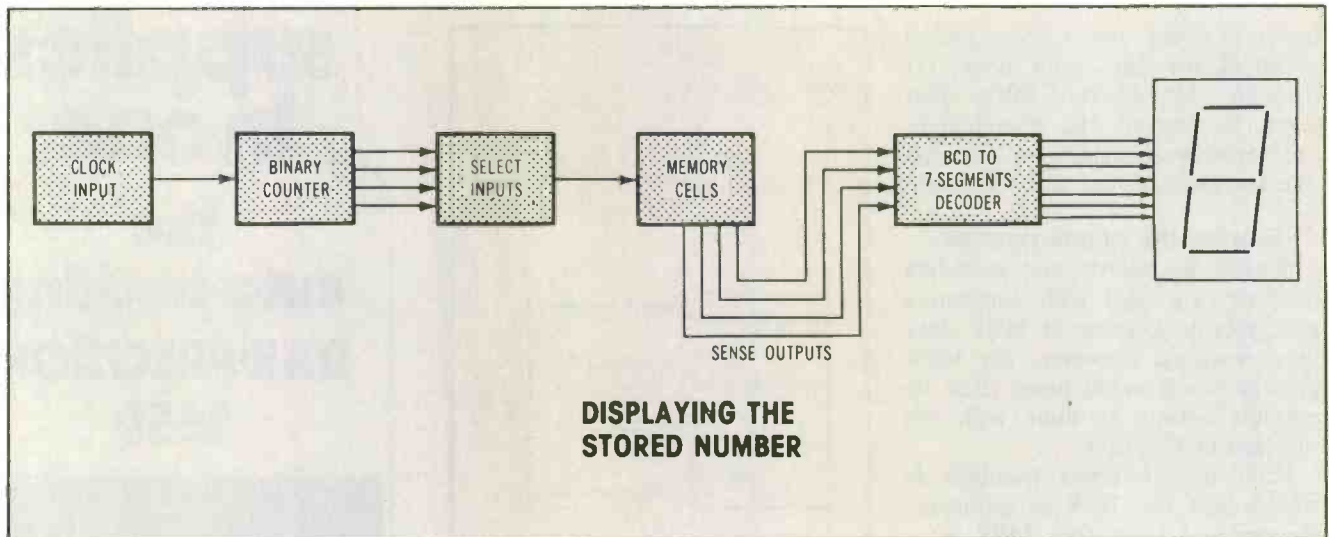 CLOCK
INPUT
BINARY
COUNTER
SELECT
INPUTS
MEMORY
CELLS
BCD TO
7-SEGMENTS
DECODER
SENSE OUTPUTS
DISPLAYING THE
STORED NUMBER